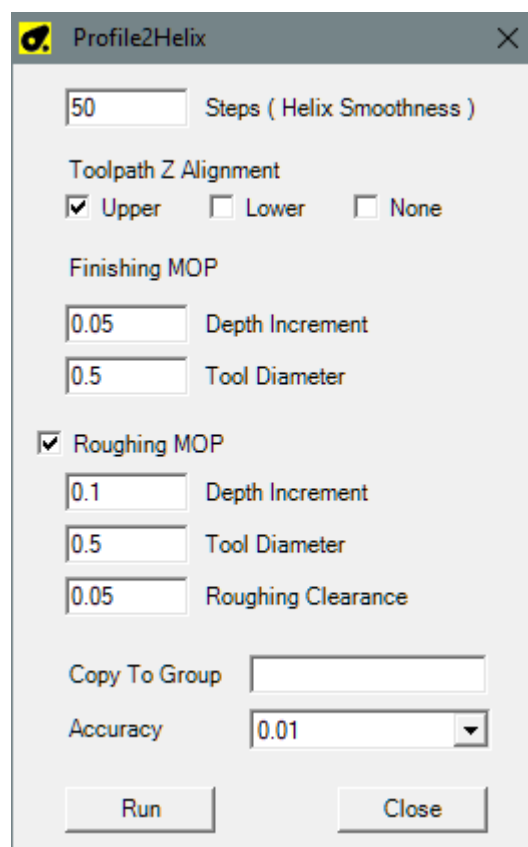 Profile2Helix
50 Steps ( Helix Smoothness )
Toolpath Z Alignment
Upper Lower None
Finishing MOP
0.05 Depth Increment
0.5 Tool Diameter
Roughing MOP
0.1 Depth Increment
0.5 Tool Diameter
0.05 Roughing Clearance
Copy To Group
Accuracy 0.01
Run Close